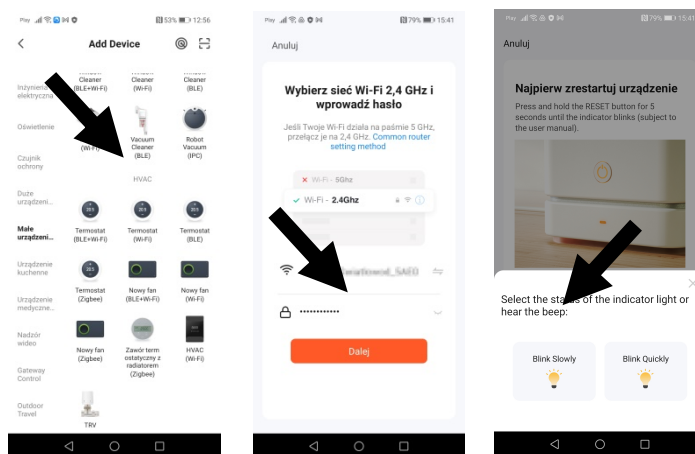 Play
53% 12:56
Add Device
Inżynieria
elektryczna
Oświetlenie
Czujnik
ochrony
Duże
urządzeni...
Małe
urządzeni...
Urządzenie
kuchenne
Urządzenie
medyczne...
Nadzór
wideo
Gateway
Control
Outdoor
Travel
Cleaner
(BLE+Wi-Fi)
Cleaner
(Wi-Fi)
Cleaner
(BLE)
(Wi-Fi)
Vacuum
Cleaner
(BLE)
Robot
Vacuum
(IPC)
HVAC
Termostat
(BLE+Wi-Fi)
Termostat
(Wi-Fi)
Termostat
(BLE)
Termostat
(Zigbee)
Nowy fan
(BLE+Wi-Fi)
Nowy fan
(Wi-Fi)
Nowy fan
(Zigbee)
Zawór term
ostatyczny z
radiatorem
(Zigbee)
HVAC
(Wi-Fi)
TRV
Play
79% 15:41
Anuluj
Wybierz sieć Wi-Fi 2,4 GHz i
wprowadź hasło
Jeśli Twoje Wi-Fi działa na paśmie 5 GHz,
przełącz je na 2,4 GHz. Common router
setting method
Wi-Fi - 5Ghz
Wi-Fi - 2.4Ghz
Dalej
Play
79% 15:41
Anuluj
Najpierw zrestartuj urządzenie
Press and hold the RESET button for 5
seconds until the indicator blinks (subject to
the user manual).
Select the status of the indicator light or
hear the beep:
Blink Slowly
Blink Quickly